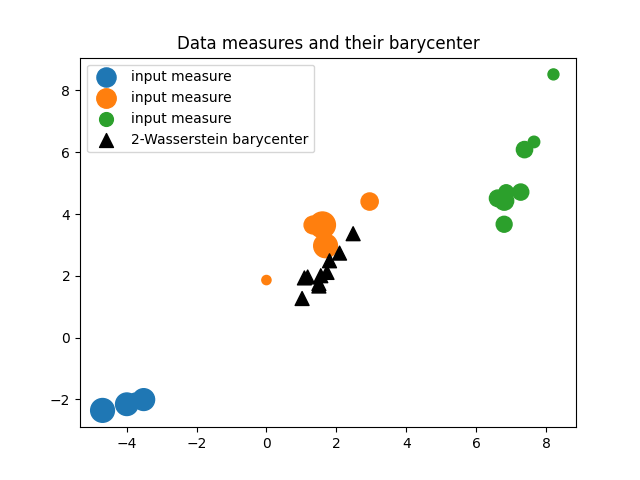 Data measures and their barycenter
input measure
input measure
input measure
2-Wasserstein barycenter
8
6
4
2
0
−2
−4 −2 0 2 4 6 8